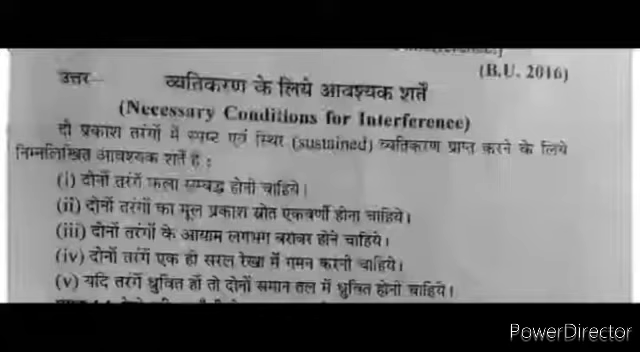 (B.U. 2016)
उत्तर— व्यतिकरण के लिये आवश्यक शर्तें
(Necessary Conditions for Interference)
दो प्रकाश तरंगों में स्पष्ट एवं स्थिर (sustained) व्यतिकरण प्राप्त करने के लिये
निम्नलिखित आवश्यक शर्तें है :
(i) दोनों तरंगें कला सम्बद्ध होनी चाहिये।
(ii) दोनों तरंगों का मूल प्रकाश स्रोत एकवर्णी होना चाहिये।
(iii) दोनों तरंगों के आयाम लगभग बराबर होने चाहिये।
(iv) दोनों तरंगें एक ही सरल रेखा में गमन करनी चाहिये।
(v) यदि तरंगें ध्रुवित हों तो दोनों समान तल में ध्रुवित होनी चाहिये।
PowerDirector